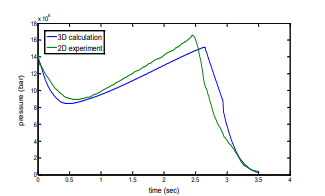 x 10
18
16
14
12
10
8
6
4
2
0
3D calculation
2D experiment
pressure (bar)
0 0.5 1 1.5 2 2.5 3 3.5 4
time (sec)